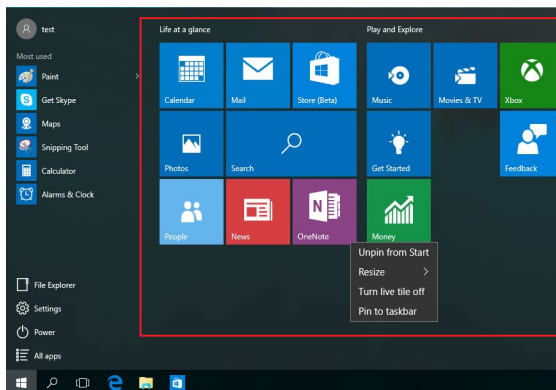 test
Most used
Paint
Get Skype
Maps
Snipping Tool
Calculator
Alarms & Clock
File Explorer
Settings
Power
All apps
Life at a glance
Play and Explore
Calendar
Mail
Store (Beta)
Music
Movies & TV
Xbox
Photos
Search
Get Started
Feedback
People
News
OneNote
Money
Unpin from Start
Resize
Turn live tile off
Pin to taskbar